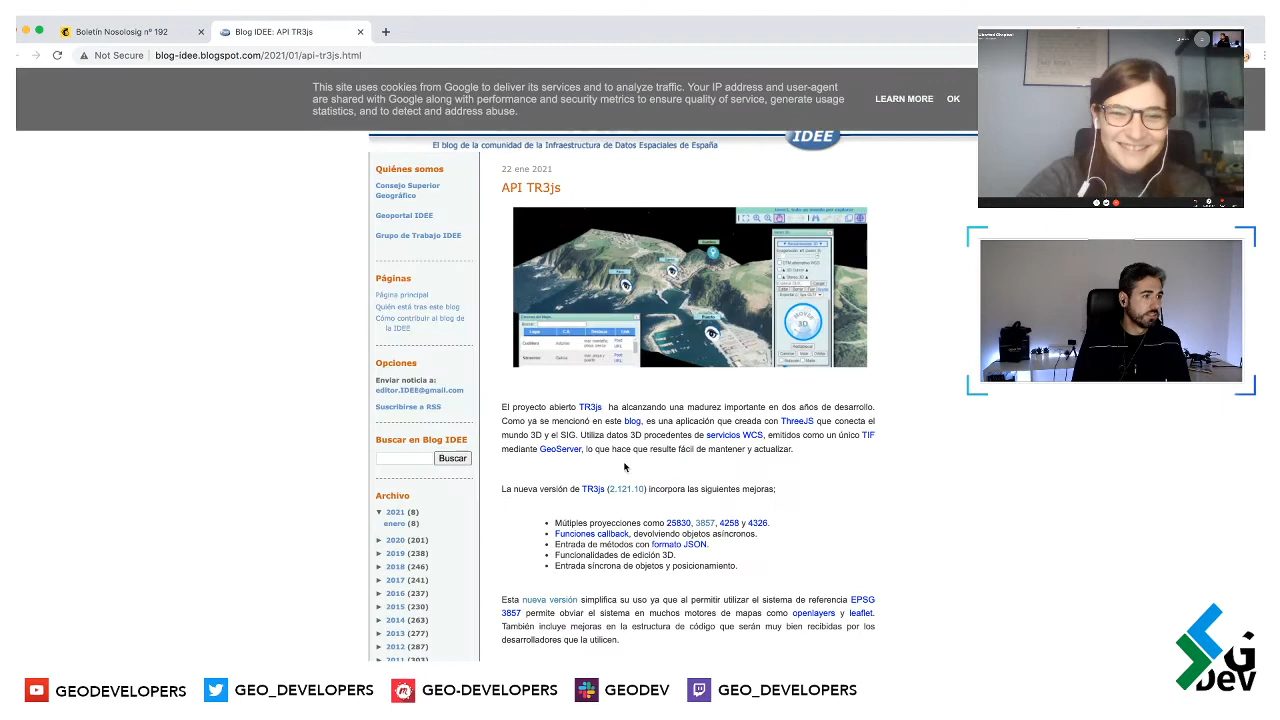 Boletín Nosolosig nº 192
Blog IDEE: API TR3js
Not Secure
blog-idee.blogspot.com/2021/01/api-tr3js.html
This site uses cookies from Google to deliver its services and to analyze traffic. Your IP address and user-agent
are shared with Google along with performance and security metrics to ensure quality of service, generate usage
statistics, and to detect and address abuse.
LEARN MORE
OK
IDEE
El blog de la comunidad de la Infraestructura de Datos Espaciales de España
Quiénes somos
Consejo Superior
Geográfico
Geoportal IDEE
Grupo de Trabajo IDEE
Páginas
Página principal
Quién está tras este blog
Cómo contribuir al blog de
la IDEE
Opciones
Enviar noticia a:
editor.IDEE@gmail.com
Suscribirse a RSS
Buscar en Blog IDEE
Buscar
Archivo
▼ 2021 (8)
enero (8)
► 2020 (201)
► 2019 (238)
► 2018 (246)
► 2017 (241)
► 2016 (237)
► 2015 (230)
► 2014 (263)
► 2013 (277)
► 2012 (287)
► 2011 (303)
22 ene 2021
API TR3js
MOVER
3D
El proyecto abierto TR3js ha alcanzando una madurez importante en dos años de desarrollo.
Como ya se mencionó en este blog, es una aplicación que creada con ThreeJS que conecta el
mundo 3D y el SIG. Utiliza datos 3D procedentes de servicios WCS, emitidos como un único TIF
mediante GeoServer, lo que hace que resulte fácil de mantener y actualizar.
La nueva versión de TR3js (2.121.10) incorpora las siguientes mejoras;
• Mútiples proyecciones como 25830, 3857, 4258 y 4326.
• Funciones callback, devolviendo objetos asíncronos.
• Entrada de métodos con formato JSON.
• Funcionalidades de edición 3D.
• Entrada síncrona de objetos y posicionamiento.
Esta nueva versión simplifica su uso ya que al permitir utilizar el sistema de referencia EPSG
3857 permite obviar el sistema en muchos motores de mapas como openlayers y leaflet.
También incluye mejoras en la estructura de código que serán muy bien recibidas por los
desarrolladores que la utilicen.
GEODEVELOPERS
GEO_DEVELOPERS
GEO-DEVELOPERS
GEODEV
GEO_DEVELOPERS
G
DEV